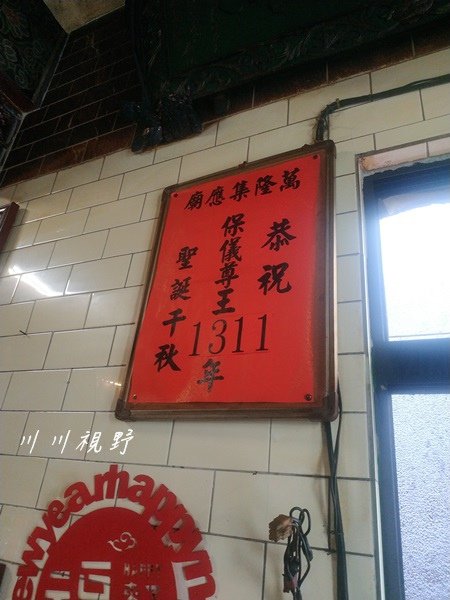 萬隆集應廟
恭祝
保儀尊王1311年
聖誕千秋
川川視野
newyearhappyn